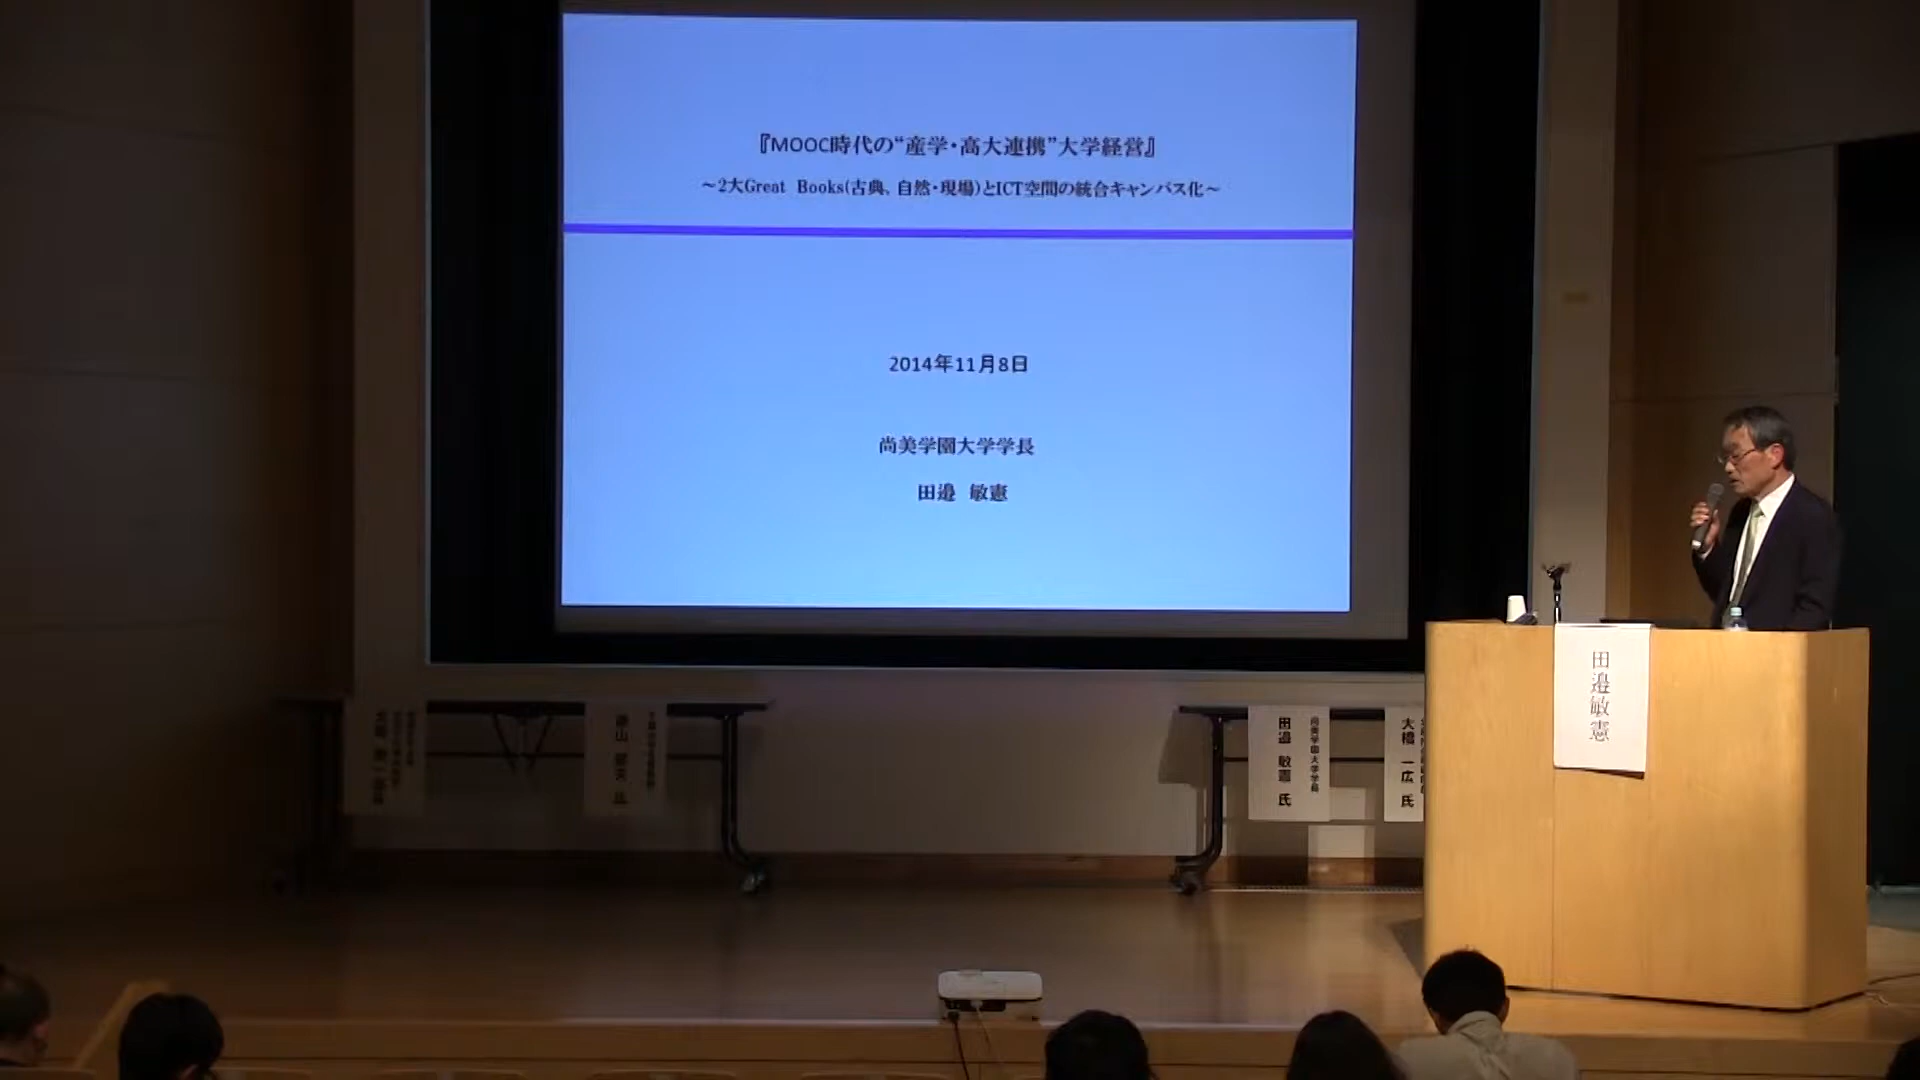 『MOOC時代の“産学・高大連携”大学経営』
～2大Great Books(古典、自然・現場)とICT空間の統合キャンパス化～
2014年11月8日
尚美学園大学学長
田邉 敏憲
田邉敏憲
尚美学園大学学長
田邉 敏憲 氏
大橋 一広 氏